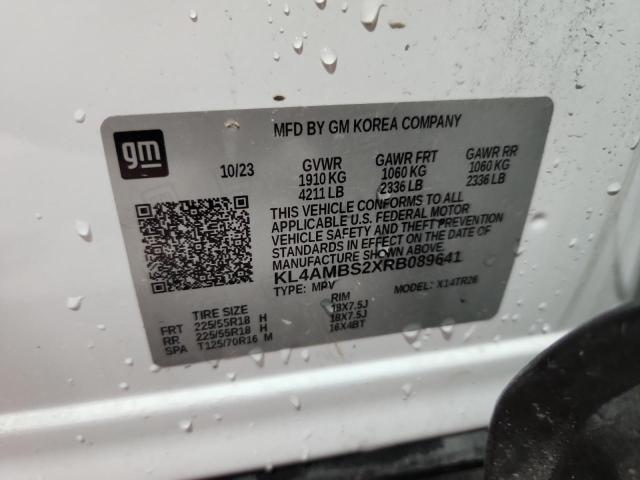 MFD BY GM KOREA COMPANY
gm
10/23 GVWR GAWR FRT GAWR RR
1910 KG 1060 KG 1060 KG
4211 LB 2336 LB 2336 LB
THIS VEHICLE CONFORMS TO ALL
APPLICABLE U.S. FEDERAL MOTOR
VEHICLE SAFETY AND THEFT PREVENTION
STANDARDS IN EFFECT ON THE DATE OF
MANUFACTURE SHOWN ABOVE.
KL4AMBS2XRB089641
TYPE: MPV MODEL: X14TR26
TIRE SIZE RIM
FRT 225/55R18 H 18X7.5J
RR 225/55R18 H 18X7.5J
SPA T125/70R16 M 16X4BT